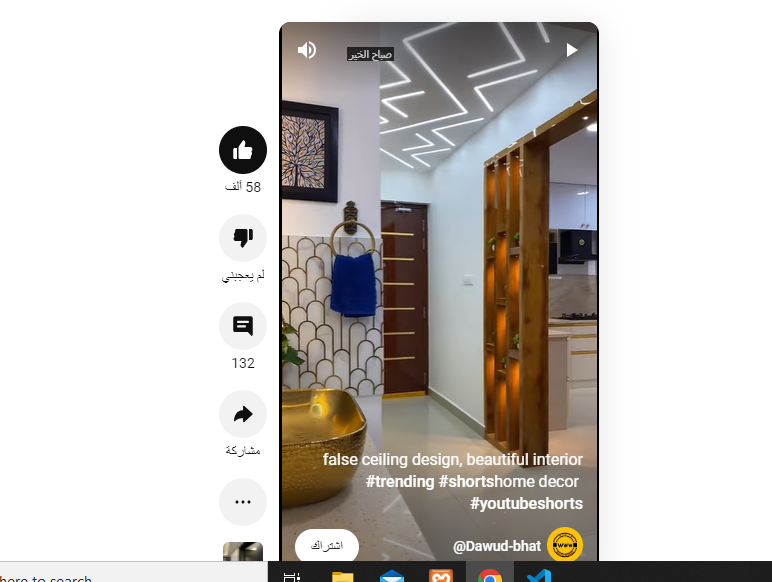 صباح الخير
58 ألف
لم يعجبني
132
مشاركة
false ceiling design, beautiful interior
#trending #shortshome decor
#youtubeshorts
@Dawud-bhat
اشتراك
here to search